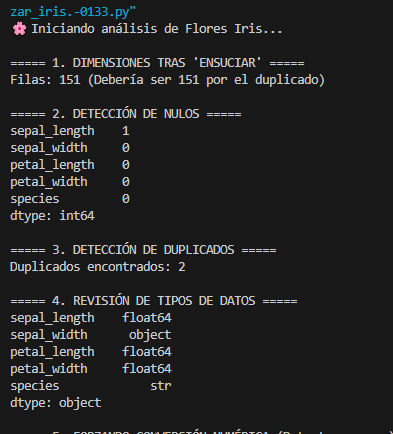 zar_iris.-0133.py"
🌸 Iniciando análisis de Flores Iris...
===== 1. DIMENSIONES TRAS 'ENSUCIAR' =====
Filas: 151 (Debería ser 151 por el duplicado)
===== 2. DETECCIÓN DE NULOS =====
sepal_length    1
sepal_width     0
petal_length    0
petal_width     0
species         0
dtype: int64
===== 3. DETECCIÓN DE DUPLICADOS =====
Duplicados encontrados: 2
===== 4. REVISIÓN DE TIPOS DE DATOS =====
sepal_length    float64
sepal_width      object
petal_length    float64
petal_width     float64
species             str
dtype: object